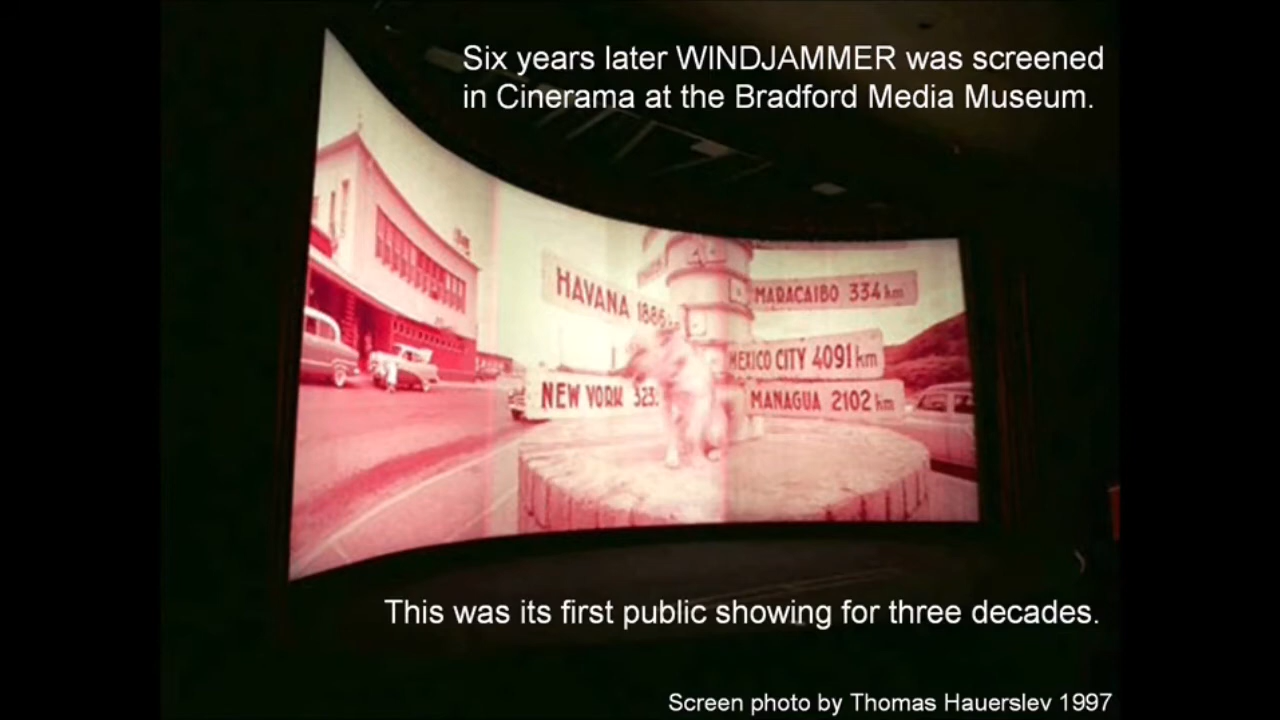 Six years later WINDJAMMER was screened
in Cinerama at the Bradford Media Museum.
HAVANA 1886
MARACAIBO 334 km
MEXICO CITY 4091 km
NEW YORK 323
MANAGUA 2102 km
This was its first public showing for three decades.
Screen photo by Thomas Hauerslev 1997